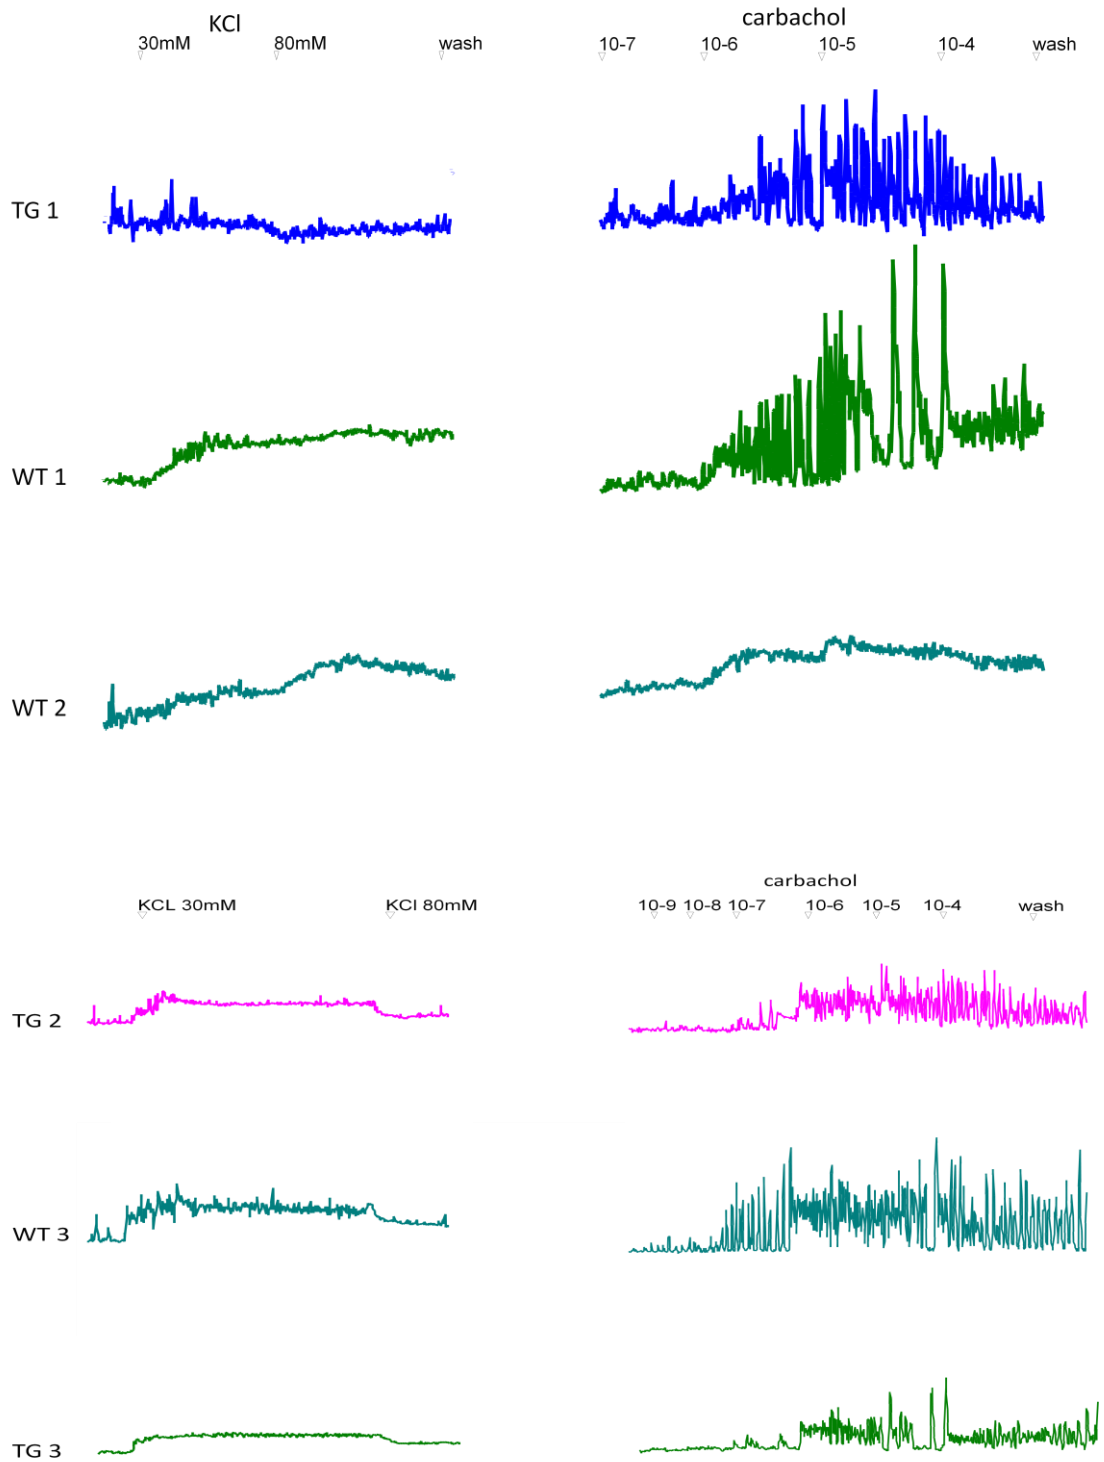 KCl carbachol
30mM 80mM wash 10-7 10-6 10-5 10-4 wash
TG 1
WT 1
WT 2
carbachol
KCL 30mM KCl 80mM 10-9 10-8 10-7 10-6 10-5 10-4 wash
TG 2
WT 3
TG 3